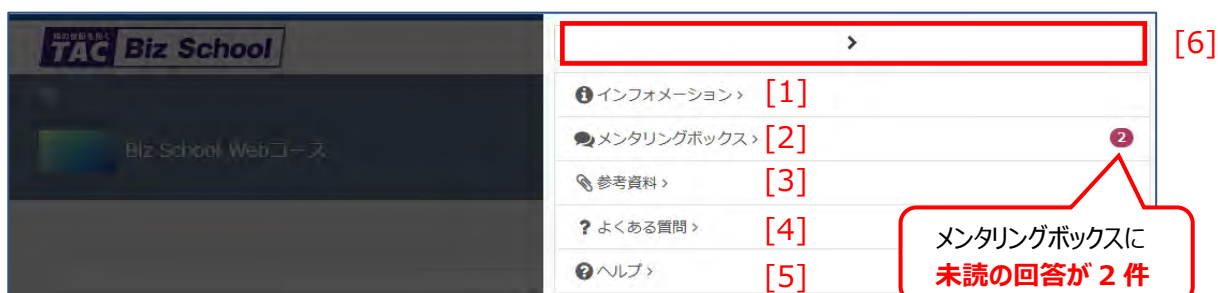 TAC Biz School
> [6]
インフォメーション > [1]
メンタリングボックス > [2] 2
参考資料 > [3]
? よくある質問 > [4]
? ヘルプ > [5]
Biz School Webコース
メンタリングボックスに
未読の回答が 2 件